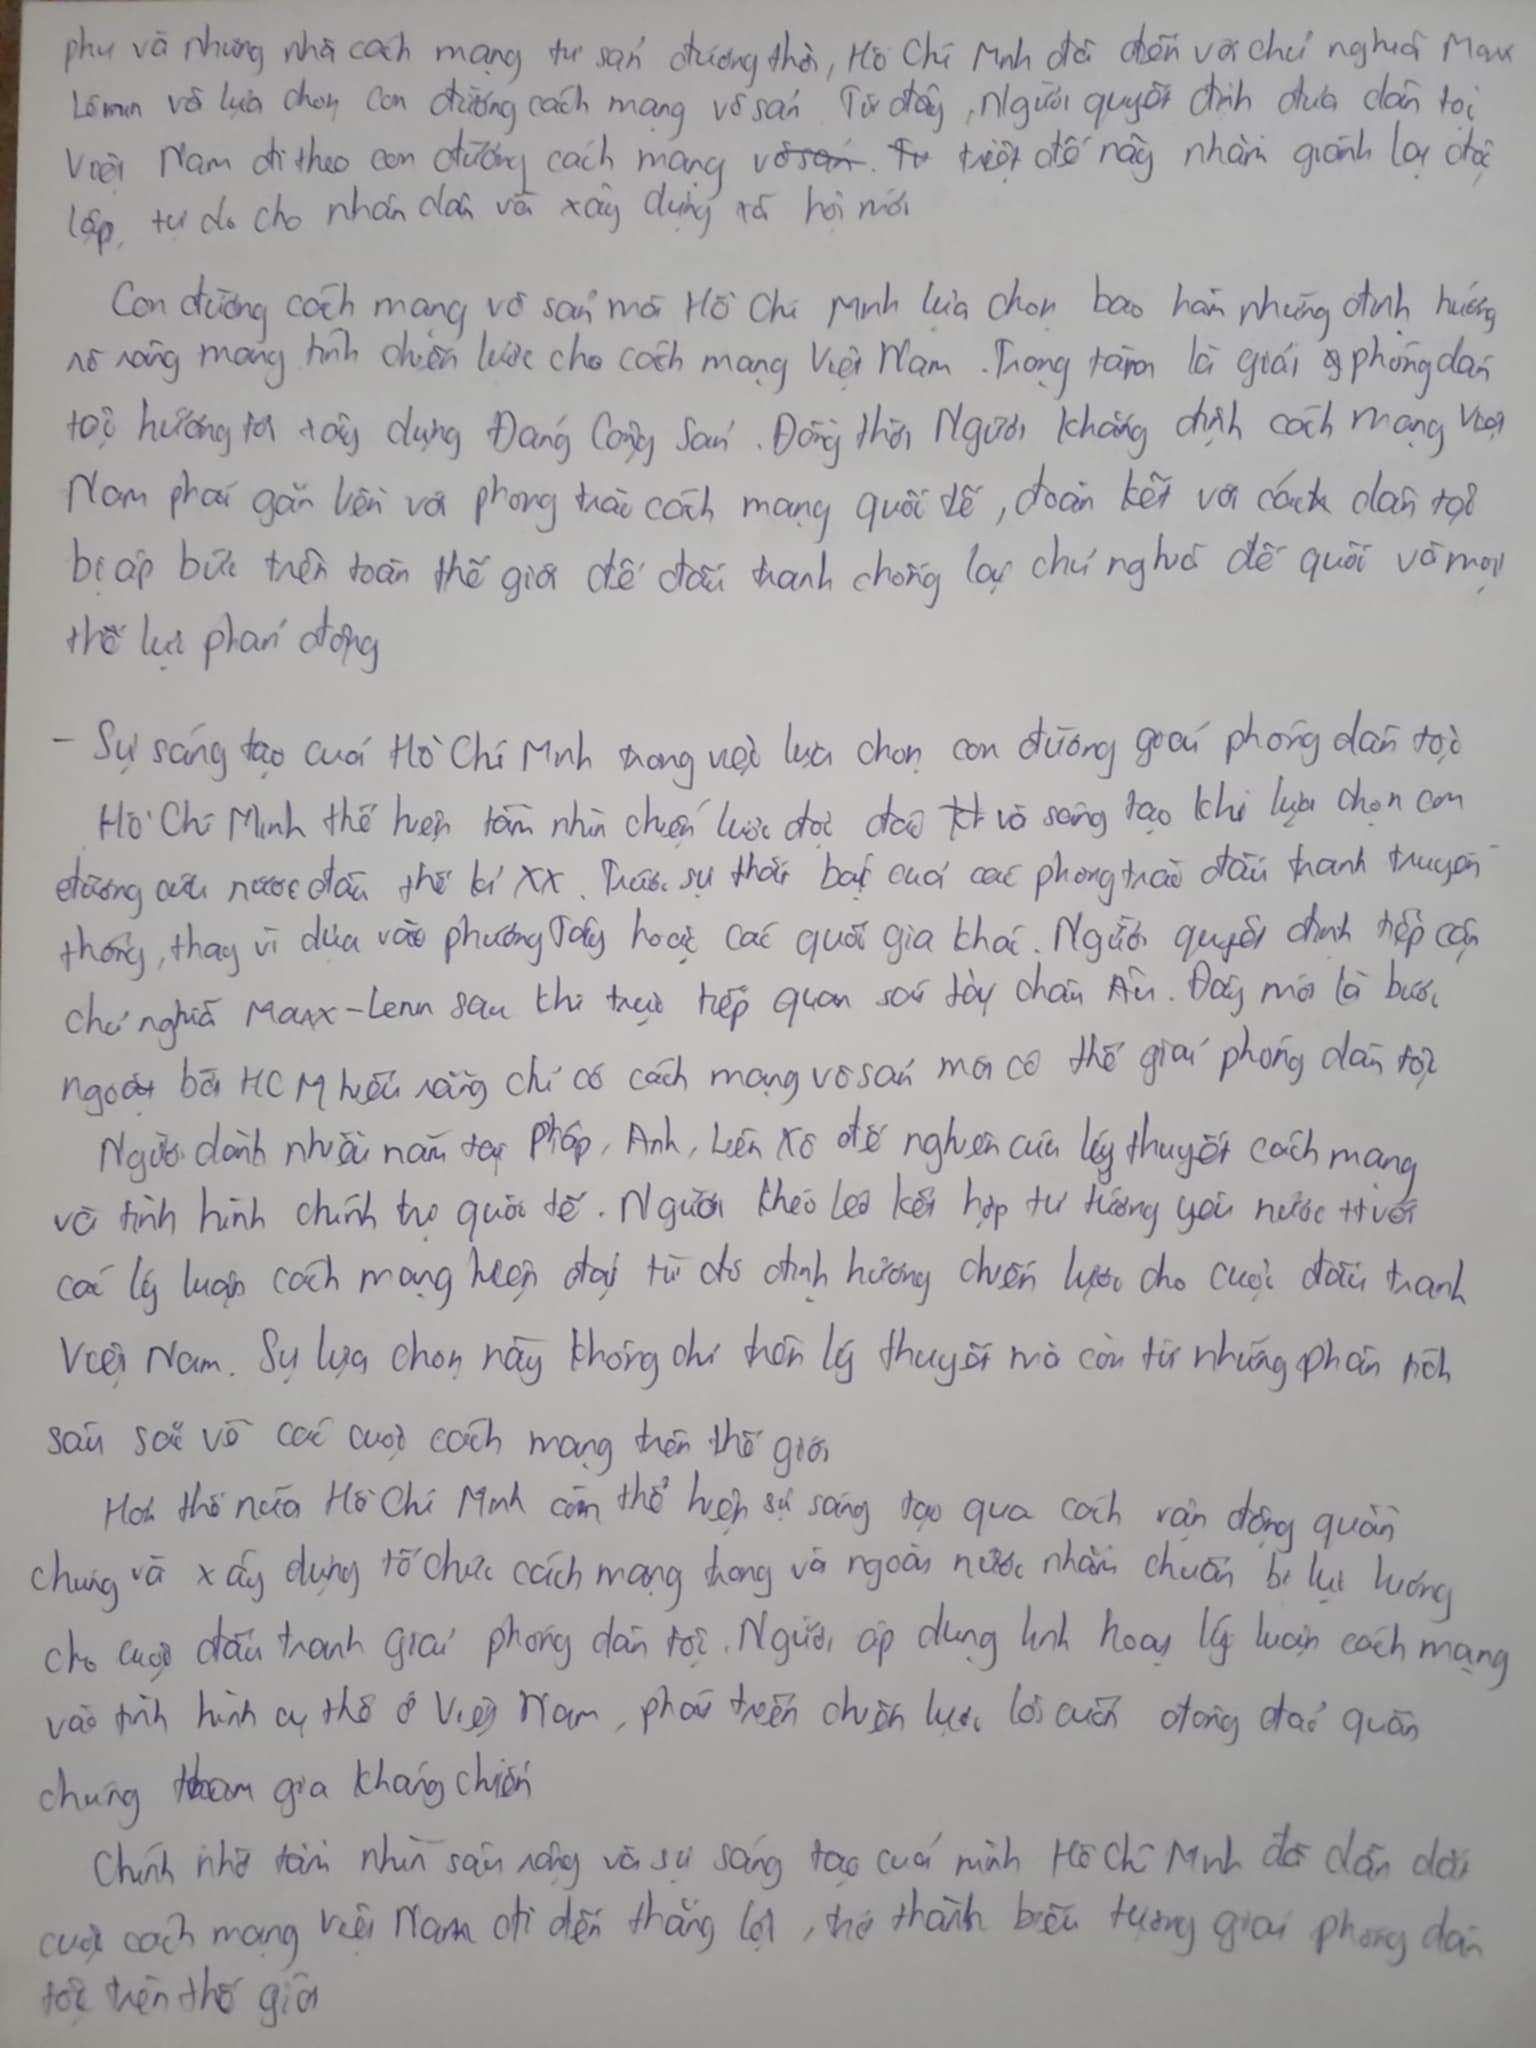 phụ và những nhà cách mạng tư sản đương thời, Hồ Chí Minh đã đến với chủ nghĩa Marx
Lênin và lựa chọn con đường cách mạng vô sản. Từ đây, Người quyết định đưa dân tộc
Việt Nam đi theo con đường cách mạng vô sản. Từ triệt để này nhằm giành lại độc
lập, tự do cho nhân dân và xây dựng xã hội mới
Con đường cách mạng vô sản mà Hồ Chí Minh lựa chọn bao hàm những định hướng
rõ ràng mang tính chiến lược cho cách mạng Việt Nam. Trọng tâm là giải phóng dân
tộc hướng tới xây dựng Đảng Cộng Sản. Đồng thời Người khẳng định cách mạng Việt
Nam phải gắn liền với phong trào cách mạng quốc tế, đoàn kết với các dân tộc
bị áp bức trên toàn thế giới để đấu tranh chống lại chủ nghĩa đế quốc và mọi
thế lực phản động
- Sự sáng tạo của Hồ Chí Minh trong việc lựa chọn con đường giải phóng dân tộc
Hồ Chí Minh thể hiện tầm nhìn chiến lược độc đáo và sáng tạo khi lựa chọn con
đường cứu nước đầu thế kỉ XX. Trước sự thất bại của các phong trào đấu tranh truyền
thống, thay vì dựa vào phương Tây hoặc các quốc gia khác. Người quyết định tiếp cận
chủ nghĩa Marx-Lenin sau khi trực tiếp quan sát tây châu Âu. Đây mới là bước
ngoặt bởi HCM hiểu rằng chỉ có cách mạng vô sản mới có thể giải phóng dân tộc
Người dành nhiều năm tại Pháp, Anh, Liên Xô để nghiên cứu lý thuyết cách mạng
và tình hình chính trị quốc tế. Người khéo léo kết hợp tư tưởng yêu nước với
các lý luận cách mạng hiện đại từ đó định hướng chiến lược cho cuộc đấu tranh
Việt Nam. Sự lựa chọn này không chỉ trên lý thuyết mà còn từ những phân tích
sâu sắc về các cuộc cách mạng trên thế giới
Hơn thế nữa Hồ Chí Minh còn thể hiện sự sáng tạo qua cách vận động quần
chúng và xây dựng tổ chức cách mạng trong và ngoài nước nhằm chuẩn bị lực lượng
cho cuộc đấu tranh giải phóng dân tộc. Người áp dụng linh hoạt lý luận cách mạng
vào tình hình cụ thể ở Việt Nam, phát triển chiến lược lôi cuốn đông đảo quần
chúng tham gia kháng chiến
Chính nhờ tầm nhìn sâu rộng và sự sáng tạo của mình Hồ Chí Minh đã dẫn dắt
cuộc cách mạng Việt Nam đi đến thắng lợi, trở thành biểu tượng giải phóng dân
tộc trên thế giới